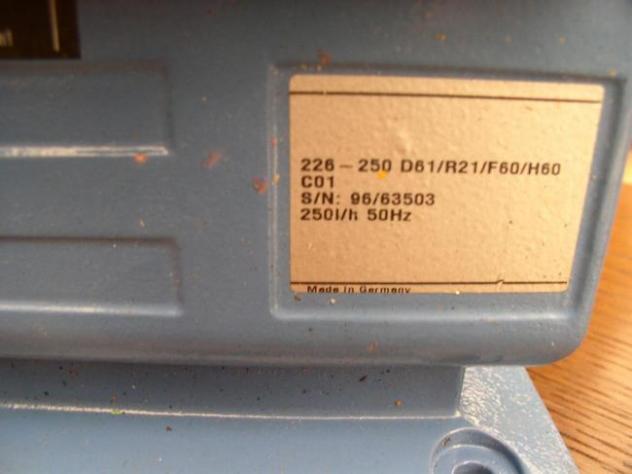 226 – 250 D61/R21/F60/H60
C01
S/N: 96/63503
250l/h 50Hz
Made in Germany